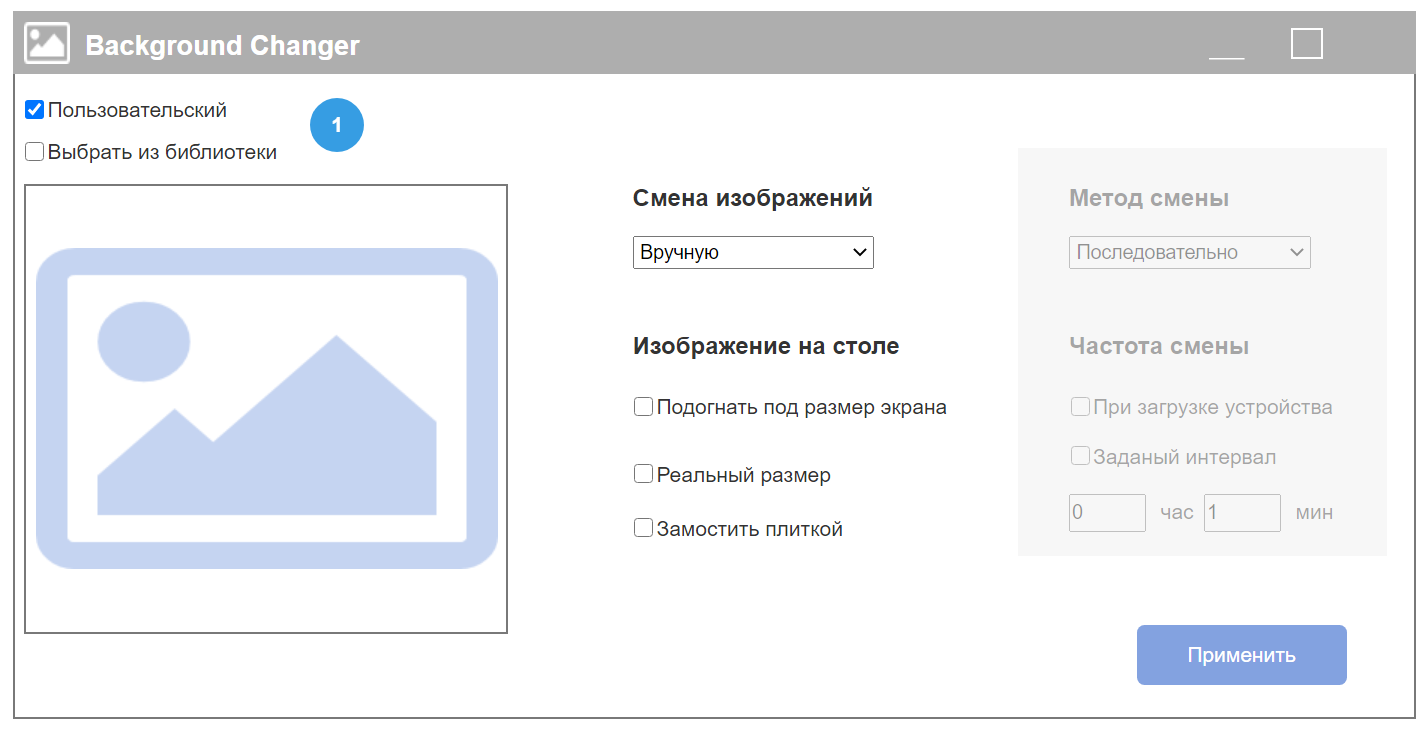 Background Changer
Пользовательский
1
Выбрать из библиотеки
Смена изображений
Вручную
Изображение на столе
Подогнать под размер экрана
Реальный размер
Замостить плиткой
Метод смены
Последовательно
Частота смены
При загрузке устройства
Заданый интервал
0 час 1 мин
Применить